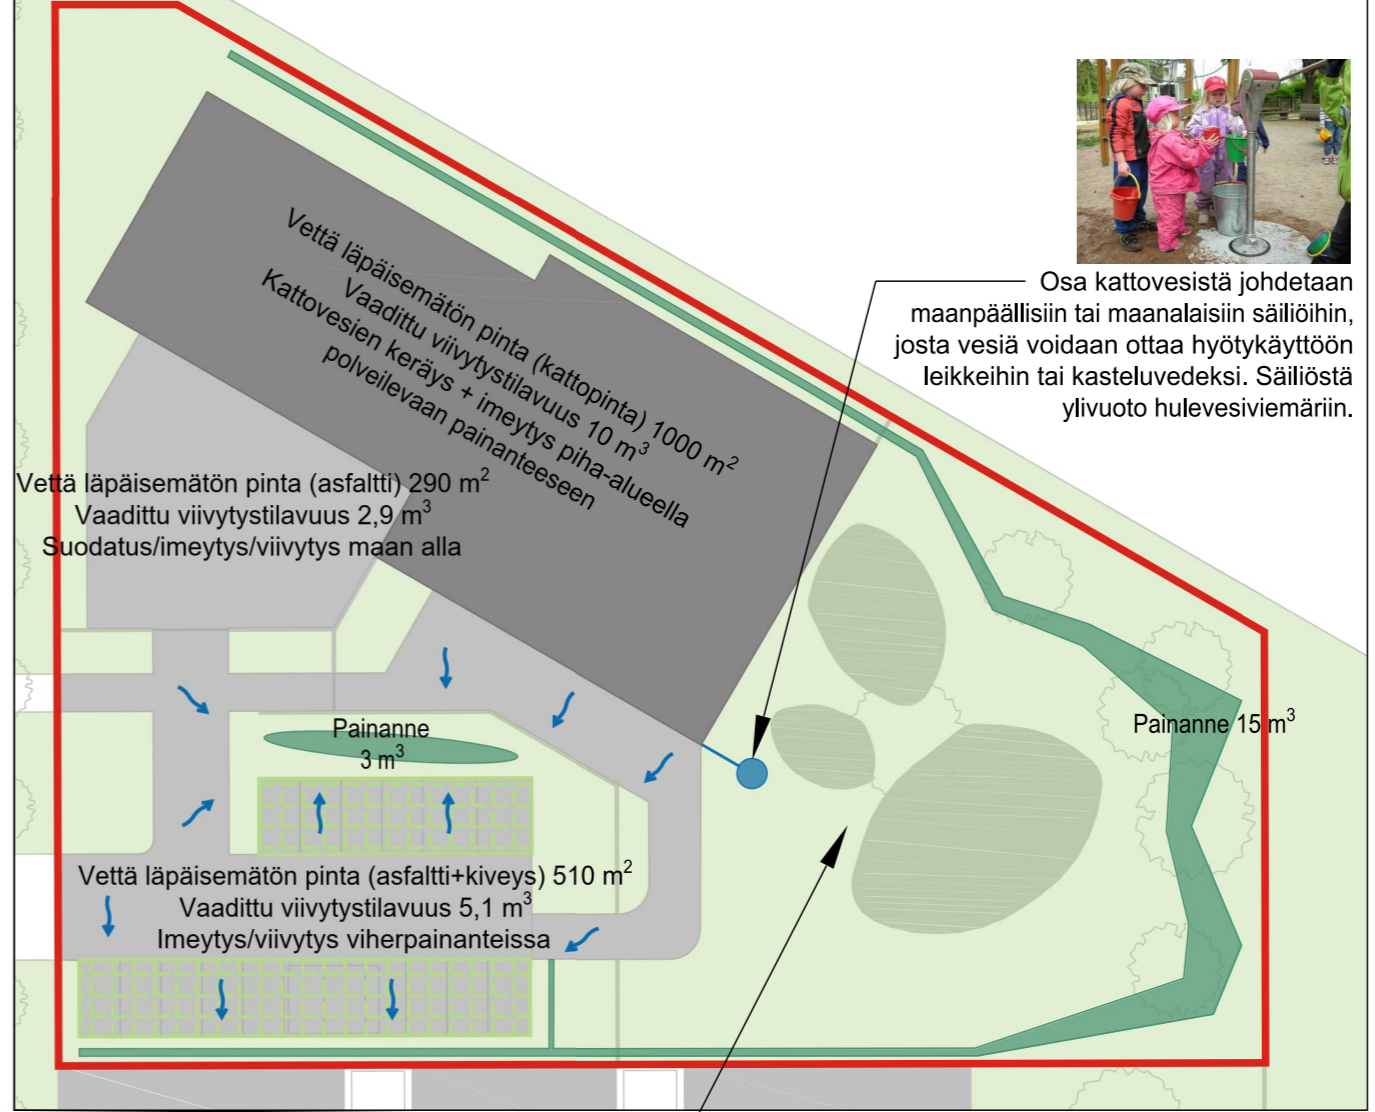 Osa kattovesistä johdetaan
maanpäällisiin tai maanalaisiin säiliöihin,
josta vesiä voidaan ottaa hyötykäyttöön
leikkeihin tai kasteluvedeksi. Säiliöstä
ylivuoto hulevesiviemäriin.
Vettä läpäisemätön pinta (kattopinta) 1000 m²
Vaadittu viivytystilavuus 10 m³
Kattovesien keräys + imeytys piha-alueella
polveilevaan painanteeseen
Vettä läpäisemätön pinta (asfaltti) 290 m²
Vaadittu viivytystilavuus 2,9 m³
Suodatus/imeytys/viivytys maan alla
Painanne
3 m³
Painanne 15 m³
Vettä läpäisemätön pinta (asfaltti+kiveys) 510 m²
Vaadittu viivytystilavuus 5,1 m³
Imeytys/viivytys viherpainanteissa